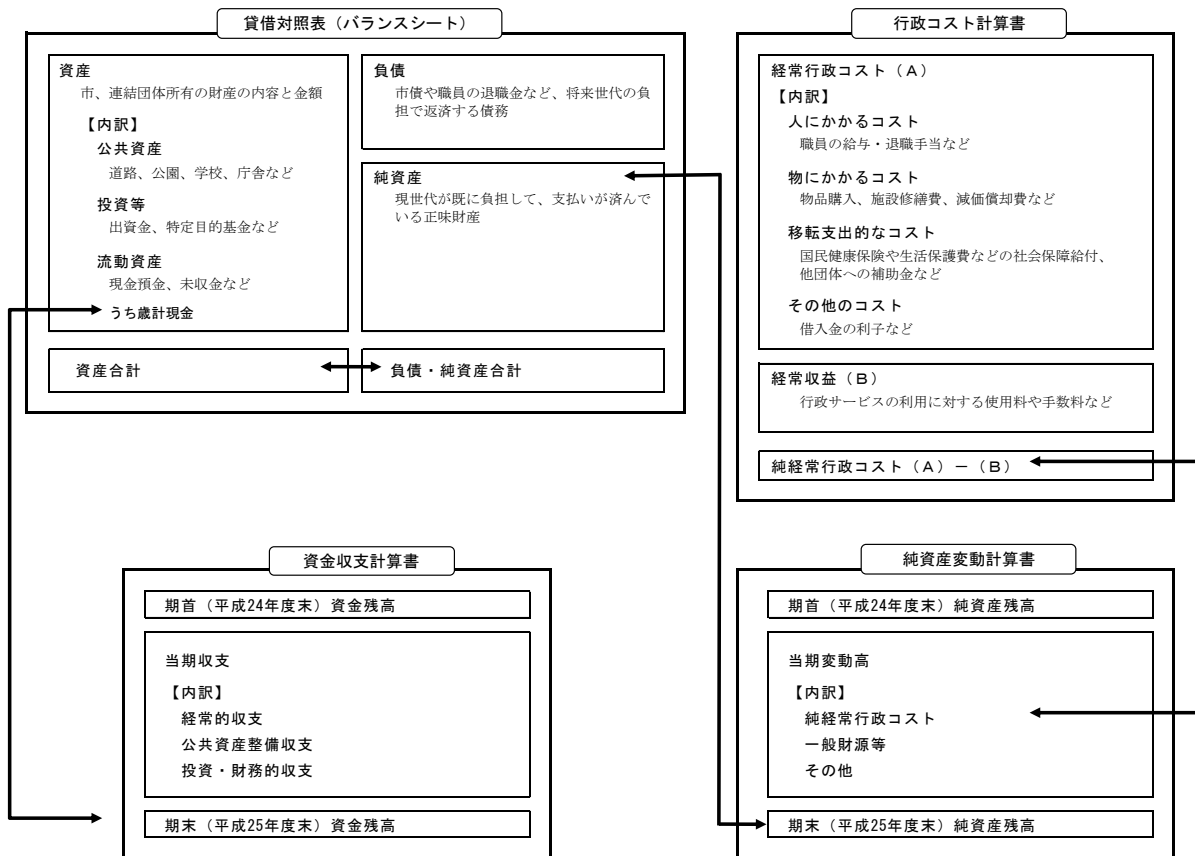 貸借対照表（バランスシート）
資産
市、連結団体所有の財産の内容と金額
【内訳】
公共資産
道路、公園、学校、庁舎など
投資等
出資金、特定目的基金など
流動資産
現金預金、未収金など
うち歳計現金
負債
市債や職員の退職金など、将来世代の負
担で返済する債務
純資産
現世代が既に負担して、支払いが済んで
いる正味財産
資産合計
負債・純資産合計
行政コスト計算書
経常行政コスト（Ａ）
【内訳】
人にかかるコスト
職員の給与・退職手当など
物にかかるコスト
物品購入、施設修繕費、減価償却費など
移転支出的なコスト
国民健康保険や生活保護費などの社会保障給付、
他団体への補助金など
その他のコスト
借入金の利子など
経常収益（Ｂ）
行政サービスの利用に対する使用料や手数料など
純経常行政コスト（Ａ）－（Ｂ）
資金収支計算書
期首（平成24年度末）資金残高
当期収支
【内訳】
経常的収支
公共資産整備収支
投資・財務的収支
期末（平成25年度末）資金残高
純資産変動計算書
期首（平成24年度末）純資産残高
当期変動高
【内訳】
純経常行政コスト
一般財源等
その他
期末（平成25年度末）純資産残高